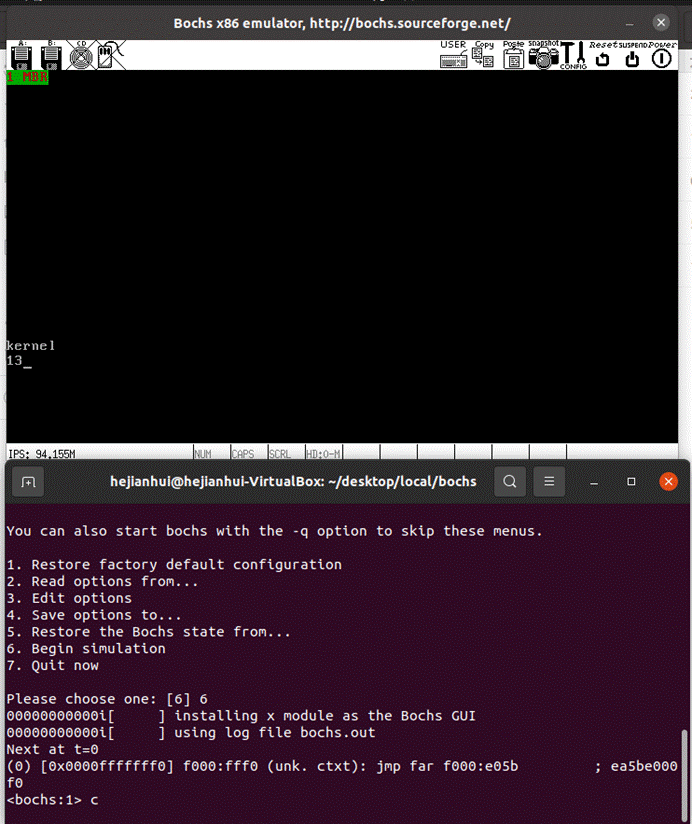 Bochs x86 emulator, http://bochs.sourceforge.net/
A: B: CD USER Copy Paste snapshot CONFIG Reset SUSPEND Power
1 MBR
kernel
13_
IPS: 94.155M NUM CAPS SCRL HD:0-M
hejianhui@hejianhui-VirtualBox: ~/desktop/local/bochs
You can also start bochs with the -q option to skip these menus.
1. Restore factory default configuration
2. Read options from...
3. Edit options
4. Save options to...
5. Restore the Bochs state from...
6. Begin simulation
7. Quit now
Please choose one: [6] 6
00000000000i[     ] installing x module as the Bochs GUI
00000000000i[     ] using log file bochs.out
Next at t=0
(0) [0x0000fffffff0] f000:fff0 (unk. ctxt): jmp far f000:e05b          ; ea5be000
f0
<bochs:1> c